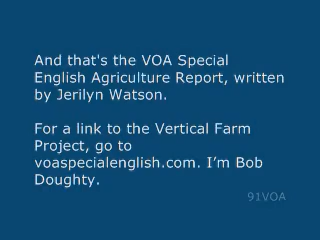 And that's the VOA Special
English Agriculture Report, written
by Jerilyn Watson.
For a link to the Vertical Farm
Project, go to
voaspecialenglish.com. I'm Bob
Doughty.
91VOA